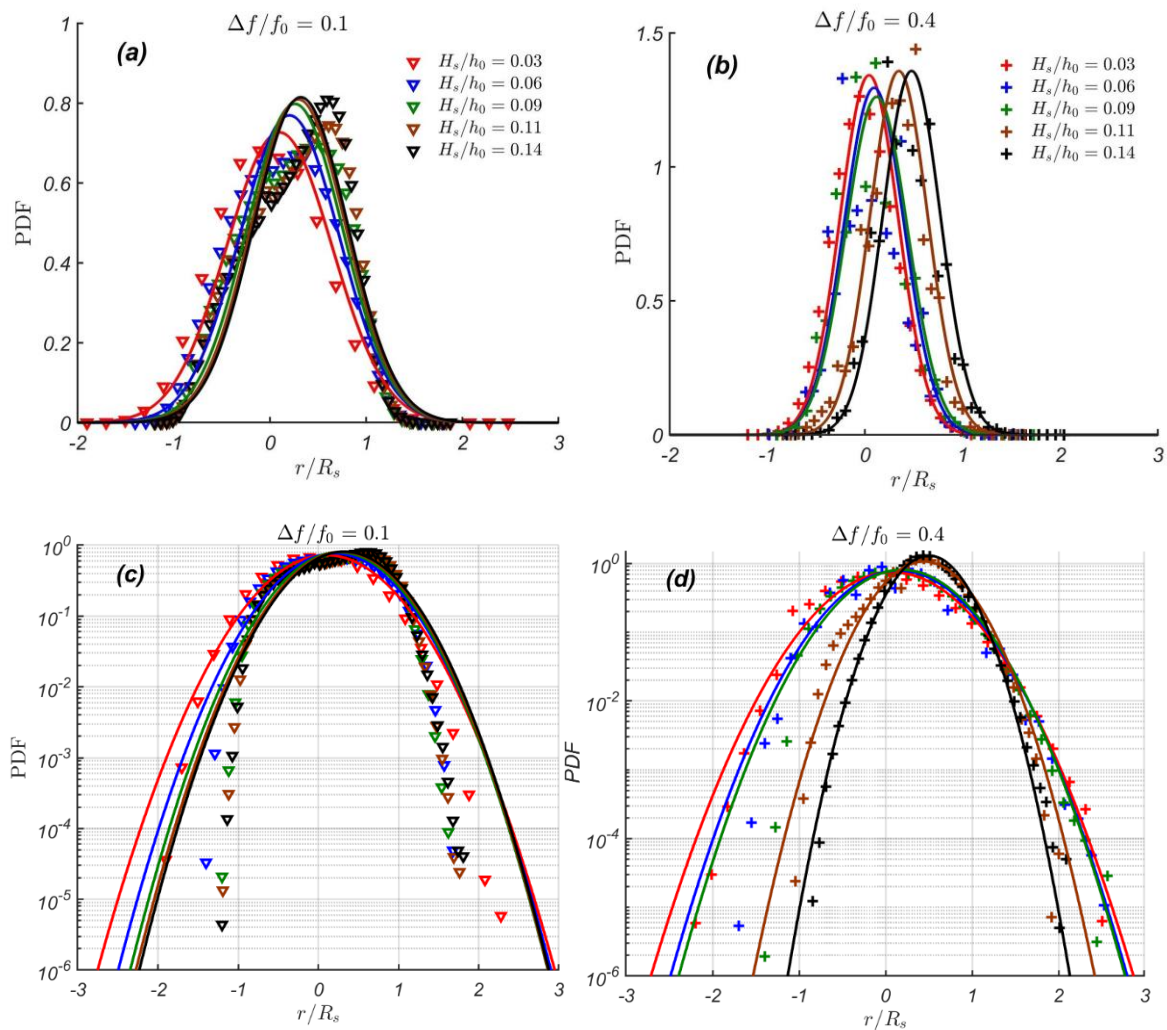 Δf/f₀ = 0.1
(a)
Hₛ/h₀ = 0.03
Hₛ/h₀ = 0.06
Hₛ/h₀ = 0.09
Hₛ/h₀ = 0.11
Hₛ/h₀ = 0.14
PDF
1
0.8
0.6
0.4
0.2
0
-2 -1 0 1 2 3
r/Rₛ
Δf/f₀ = 0.4
(b)
Hₛ/h₀ = 0.03
Hₛ/h₀ = 0.06
Hₛ/h₀ = 0.09
Hₛ/h₀ = 0.11
Hₛ/h₀ = 0.14
PDF
1.5
1
0.5
0
-2 -1 0 1 2 3
r/Rₛ
Δf/f₀ = 0.1
(c)
PDF
10⁰
10⁻¹
10⁻²
10⁻³
10⁻⁴
10⁻⁵
10⁻⁶
-3 -2 -1 0 1 2 3
r/Rₛ
Δf/f₀ = 0.4
(d)
PDF
10⁰
10⁻²
10⁻⁴
10⁻⁶
-3 -2 -1 0 1 2 3
r/Rₛ